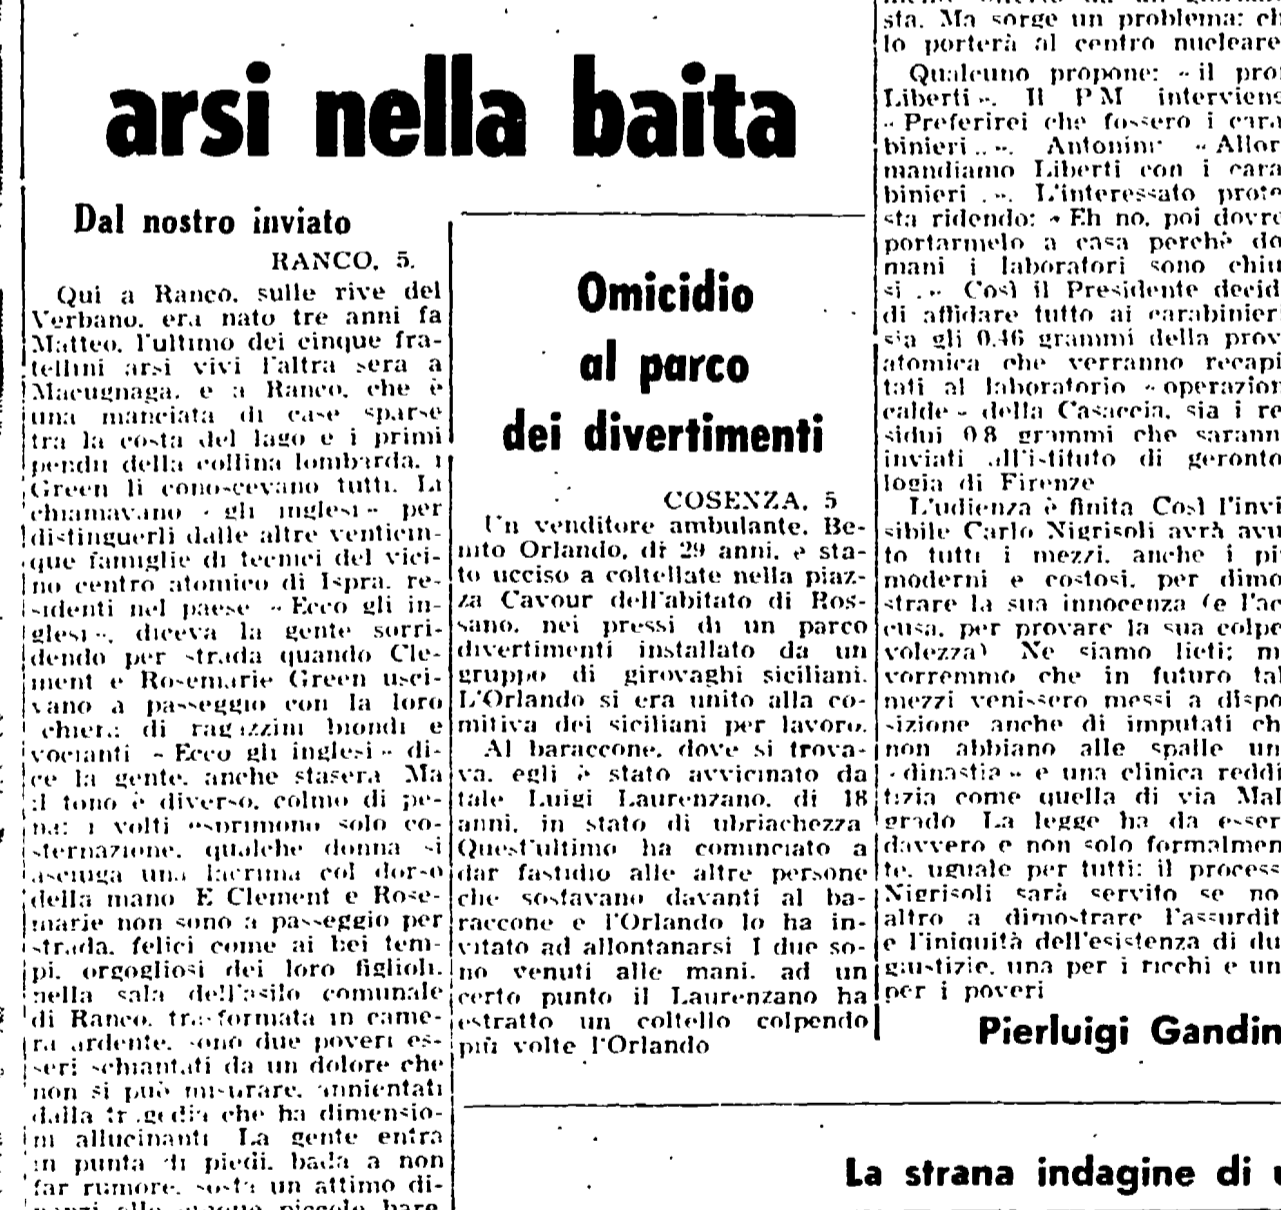 arsi nella baita
Dal nostro inviato
RANCO, 5.
Qui a Ranco, sulle rive del
Verbano, era nato tre anni fa
Matteo, l'ultimo dei cinque fra-
tellini arsi vivi l'altra sera a
Macugnaga, e a Ranco, che è
una manciata di case sparse
tra la costa del lago e i primi
pendii della collina lombarda, i
Green li conoscevano tutti. Li
chiamavano « gli inglesi » per
distinguerli dalle altre venticin-
que famiglie di tecnici del vici-
no centro atomico di Ispra, re-
sidenti nel paese « Ecco gli in-
glesi », diceva la gente sorri-
dendo per strada quando Cle-
ment e Rosemarie Green usci-
vano a passeggio con la loro
chiera di ragazzini biondi e
vocianti « Ecco gli inglesi » di-
ce la gente, anche stasera Ma
il tono è diverso, colmo di pe-
na: i volti esprimono solo co-
sternazione, qualche donna si
asciuga una lacrima col dorso
della mano E Clement e Rose-
marie non sono a passeggio per
strada, felici come ai bei tem-
pi, orgogliosi dei loro figlioli,
nella sala dell'asilo comunale
di Ranco, trasformata in came-
ra ardente, sono due poveri es-
seri schiantati da un dolore che
non si può misurare, annientati
dalla tragedia che ha dimensio-
ni allucinanti La gente entra
in punta di piedi, bada a non
far rumore, sosta un attimo di-
nanzi alle cinque piccole bare,
Omicidio
al parco
dei divertimenti
COSENZA, 5
Un venditore ambulante, Be-
nito Orlando, di 29 anni, è sta-
to ucciso a coltellate nella piaz-
za Cavour dell'abitato di Ros-
sano, nei pressi di un parco
divertimenti installato da un
gruppo di girovaghi siciliani.
L'Orlando si era unito alla co-
mitiva dei siciliani per lavoro.
Al baraccone, dove si trova-
va, egli è stato avvicinato da
tale Luigi Laurenzano, di 18
anni, in stato di ubriachezza
Quest'ultimo ha cominciato a
dar fastidio alle altre persone
che sostavano davanti al ba-
raccone e l'Orlando lo ha in-
vitato ad allontanarsi I due so-
no venuti alle mani, ad un
certo punto il Laurenzano ha
estratto un coltello colpendo
più volte l'Orlando
sta. Ma sorge un problema: ch
lo porterà al centro nucleare
Qualcuno propone: « il prof
Liberti ». Il PM interviene
« Preferirei che fossero i cara
binieri .. ». Antonini « Allor
mandiamo Liberti con i cara
binieri . ». L'interessato prote
sta ridendo: « Eh no, poi dovre
portarmelo a casa perchè do
mani i laboratori sono chiu
si . » Così il Presidente decid
di affidare tutto ai carabinier
sia gli 0,46 grammi della prov
atomica che verranno recapi
tati al laboratorio « operazion
calde » della Casaccia, sia i re
sidui 0 8 grammi che sarann
inviati all'istituto di geronto
logia di Firenze
L'udienza è finita Così l'invi
sibile Carlo Nigrisoli avrà avu
to tutti i mezzi, anche i pi
moderni e costosi, per dimo
strare la sua innocenza (e l'ac
cusa, per provare la sua colpe
volezza) Ne siamo lieti; m
vorremmo che in futuro tal
mezzi venissero messi a dispo
sizione anche di imputati ch
non abbiano alle spalle un
« dinastia » e una clinica reddi
tizia come quella di via Mal
grado La legge ha da esser
davvero e non solo formalmen
te, uguale per tutti: il process
Nigrisoli sarà servito se no
altro a dimostrare l'assurdit
e l'iniquità dell'esistenza di du
giustizie, una per i ricchi e un
per i poveri
Pierluigi Gandin
La strana indagine di